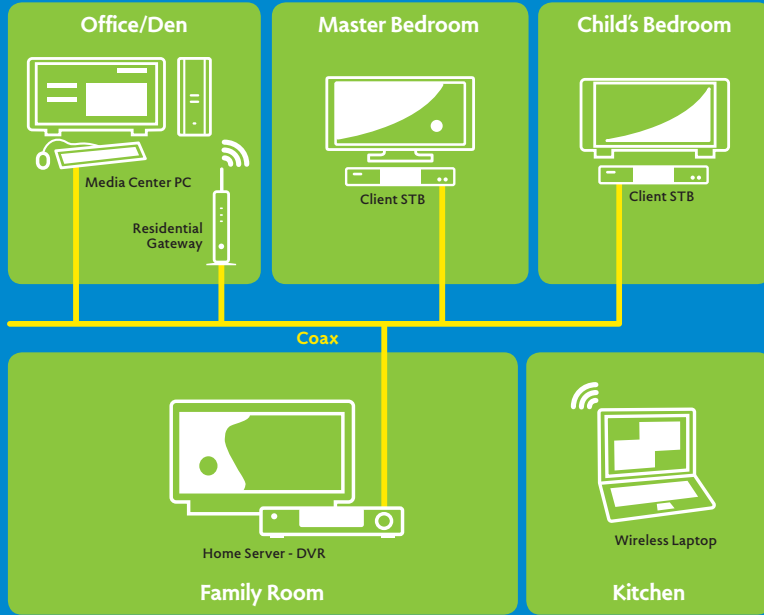 Office/Den
Master Bedroom
Child's Bedroom
Media Center PC
Residential
Gateway
Client STB
Client STB
Coax
Home Server - DVR
Wireless Laptop
Family Room
Kitchen